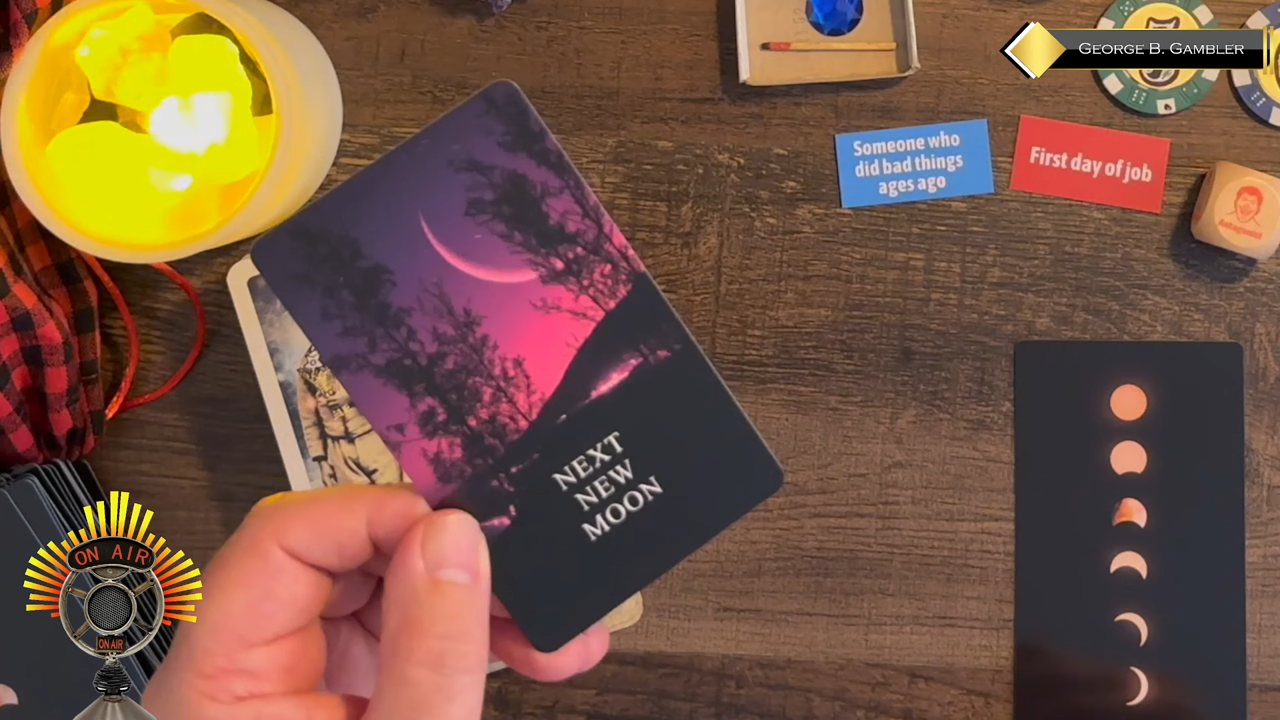 George B. Gambler
Someone who
did bad things
ages ago
First day of job
NEXT
NEW
MOON
ON AIR
ON AIR